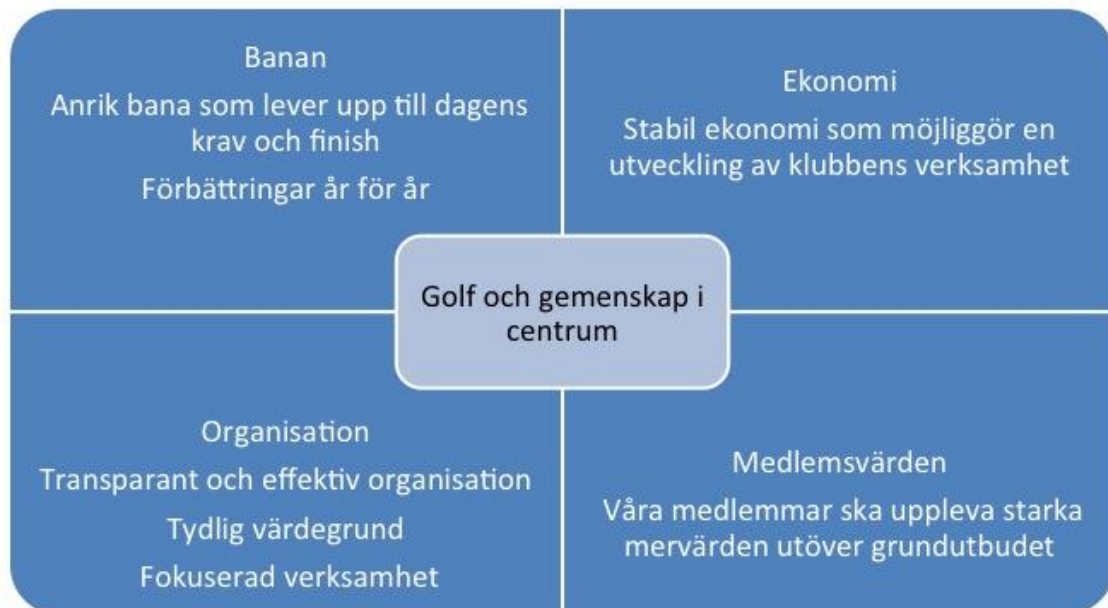 Banan
Anrik bana som lever upp till dagens
krav och finish
Förbättringar år för år
Ekonomi
Stabil ekonomi som möjliggör en
utveckling av klubbens verksamhet
Golf och gemenskap i
centrum
Organisation
Transparant och effektiv organisation
Tydlig värdegrund
Fokuserad verksamhet
Medlemsvärden
Våra medlemmar ska uppleva starka
mervärden utöver grundutbudet